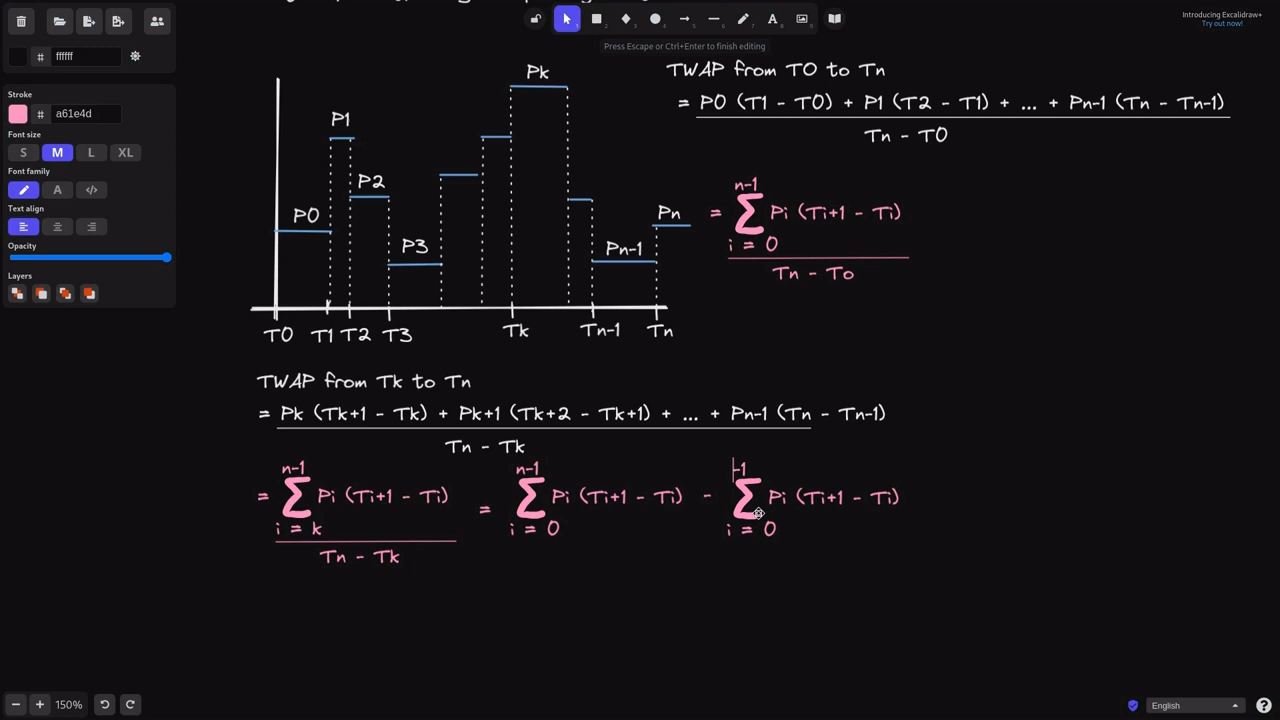 Introducing Excalidraw+
Try out now!
Press Escape or Ctrl+Enter to finish editing
# ffffff
Stroke
# a61e4d
Font size
S M L XL
Font family
A </>
Text align
Opacity
Layers
P0 P1 P2 P3 Pk Pn-1 Pn
T0 T1 T2 T3 Tk Tn-1 Tn
TWAP from T0 to Tn
= P0 (T1 - T0) + P1 (T2 - T1) + ... + Pn-1 (Tn - Tn-1)
Tn - T0
n-1
= Σ Pi (Ti+1 - Ti)
i = 0
Tn - To
TWAP from Tk to Tn
= Pk (Tk+1 - Tk) + Pk+1 (Tk+2 - Tk+1) + ... + Pn-1 (Tn - Tn-1)
Tn - Tk
n-1 n-1 -1
= Σ Pi (Ti+1 - Ti) = Σ Pi (Ti+1 - Ti) - Σ Pi (Ti+1 - Ti)
i = k i = 0 i = 0
Tn - Tk
150%
English